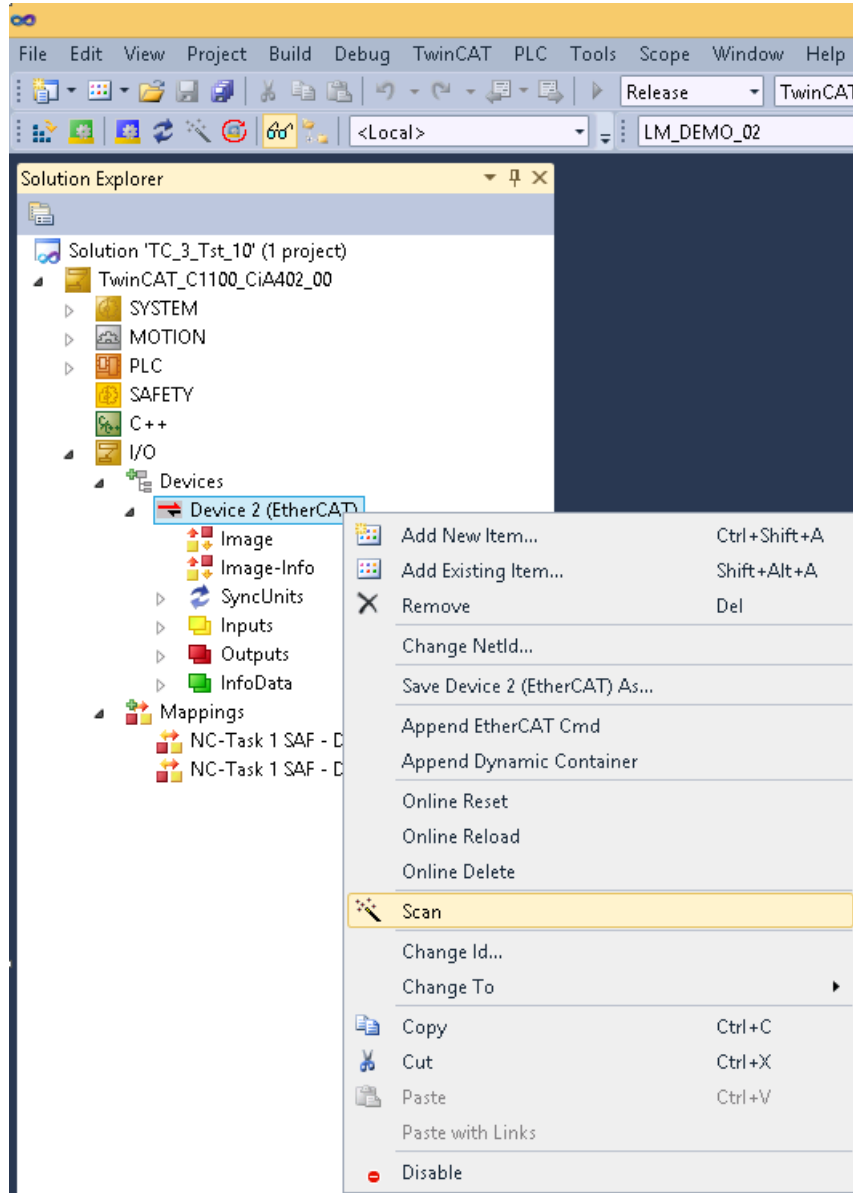 File Edit View Project Build Debug TwinCAT PLC Tools Scope Window Help
Release TwinCAT
<Local> LM_DEMO_02
Solution Explorer
Solution 'TC_3_Tst_10' (1 project)
TwinCAT_C1100_CiA402_00
SYSTEM
MOTION
PLC
SAFETY
C++
I/O
Devices
Device 2 (EtherCAT)
Image
Image-Info
SyncUnits
Inputs
Outputs
InfoData
Mappings
NC-Task 1 SAF - D
NC-Task 1 SAF - D
Add New Item... Ctrl+Shift+A
Add Existing Item... Shift+Alt+A
Remove Del
Change NetId...
Save Device 2 (EtherCAT) As...
Append EtherCAT Cmd
Append Dynamic Container
Online Reset
Online Reload
Online Delete
Scan
Change Id...
Change To
Copy Ctrl+C
Cut Ctrl+X
Paste Ctrl+V
Paste with Links
Disable